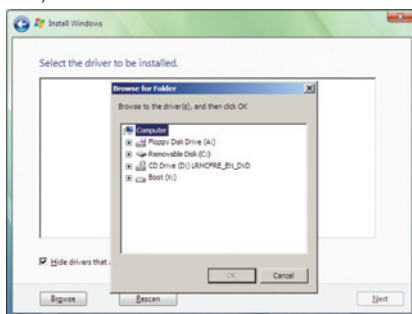 Install Windows
Select the driver to be installed.
Browse for Folder
Browse to the driver(s), and then click OK.
Computer
Floppy Disk Drive (A:)
Removable Disk (C:)
CD Drive (D:) LRMCFRE_EN_DVD
Boot (X:)
Hide drivers that
OK
Cancel
Browse
Rescan
Next